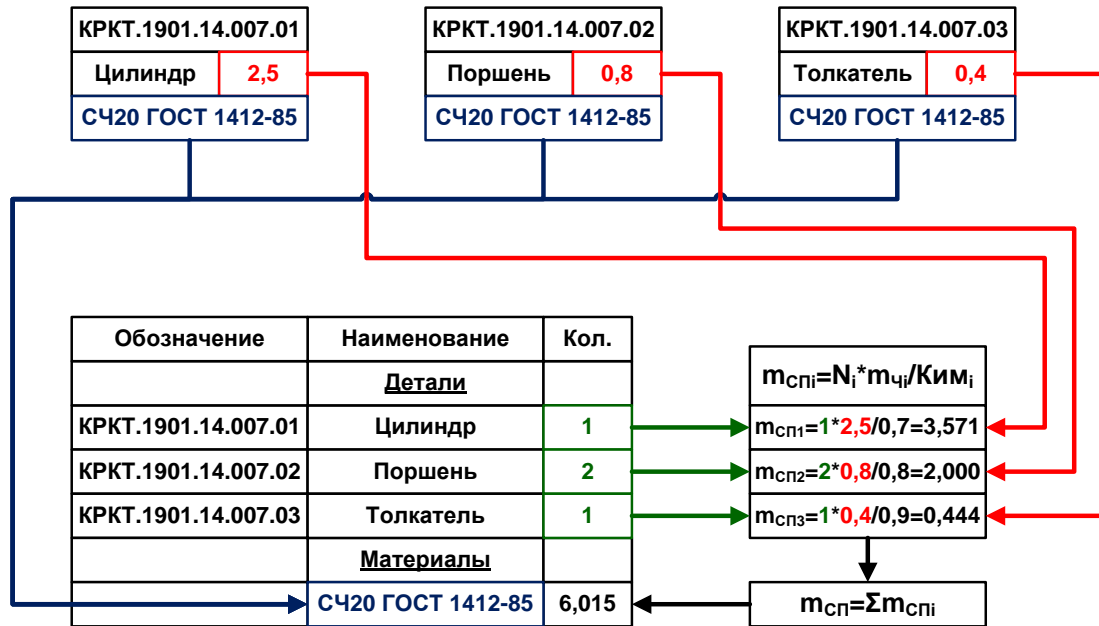 КРКТ.1901.14.007.01
Цилиндр 2,5
СЧ20 ГОСТ 1412-85
КРКТ.1901.14.007.02
Поршень 0,8
СЧ20 ГОСТ 1412-85
КРКТ.1901.14.007.03
Толкатель 0,4
СЧ20 ГОСТ 1412-85
Обозначение Наименование Кол.
Детали
КРКТ.1901.14.007.01 Цилиндр 1
КРКТ.1901.14.007.02 Поршень 2
КРКТ.1901.14.007.03 Толкатель 1
Материалы
СЧ20 ГОСТ 1412-85 6,015
mСПi=Ni*mЧi/Кимi
mСП1=1*2,5/0,7=3,571
mСП2=2*0,8/0,8=2,000
mСП3=1*0,4/0,9=0,444
mСП=ΣmСПi